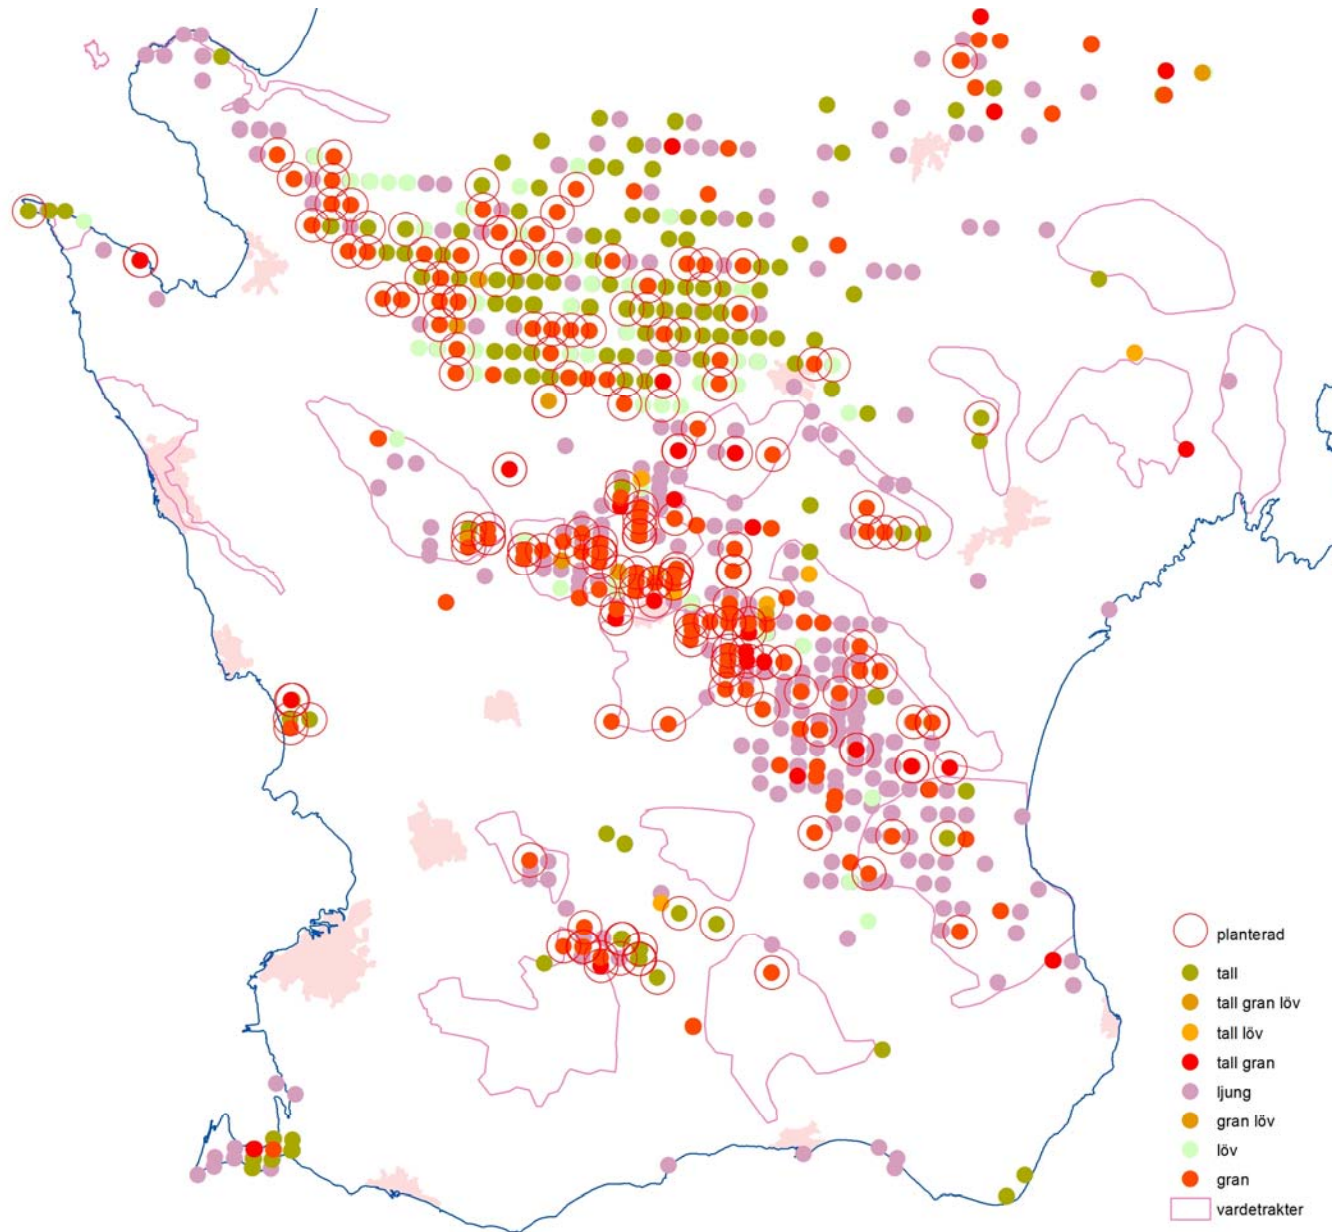 planterad
tall
tall gran löv
tall löv
tall gran
ljung
gran löv
löv
gran
vardetrakter